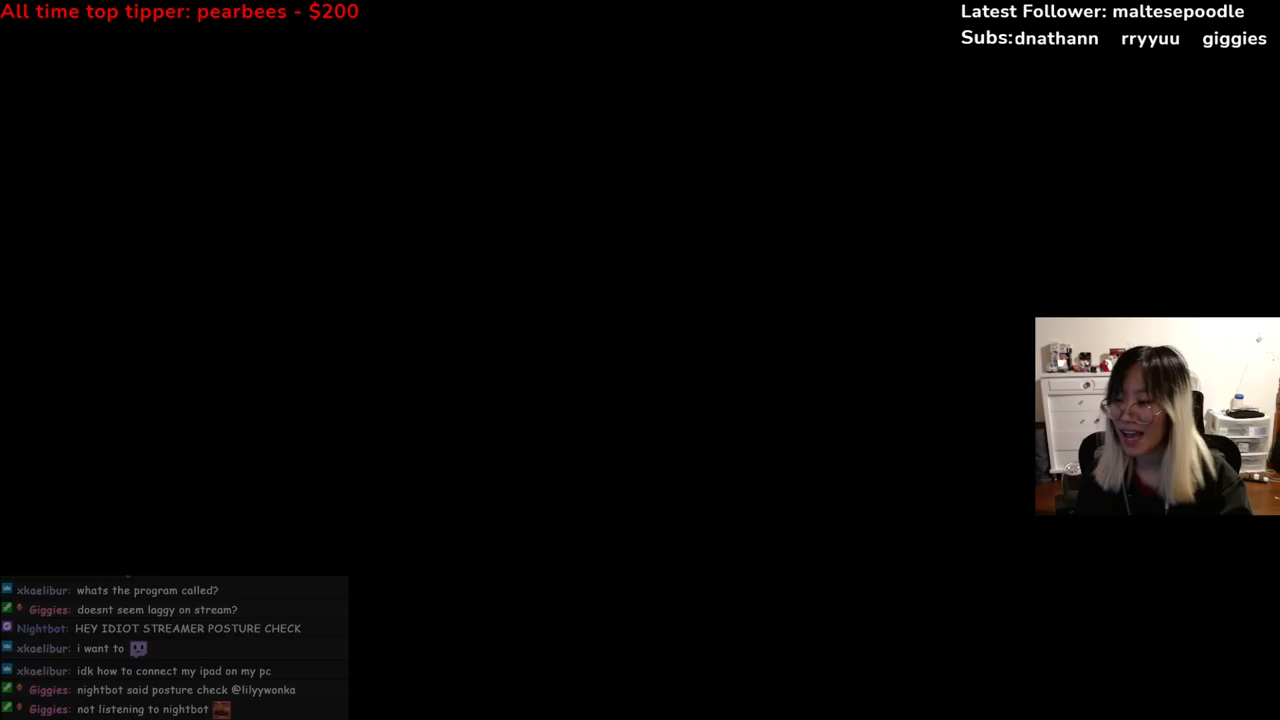 All time top tipper: pearbees - $200
Latest Follower: maltesepoodle
Subs: dnathann rryyuu giggies
xkaelibur: whats the program called?
Giggies: doesnt seem laggy on stream?
Nightbot: HEY IDIOT STREAMER POSTURE CHECK
xkaelibur: i want to
xkaelibur: idk how to connect my ipad on my pc
Giggies: nightbot said posture check @lilyywonka
Giggies: not listening to nightbot